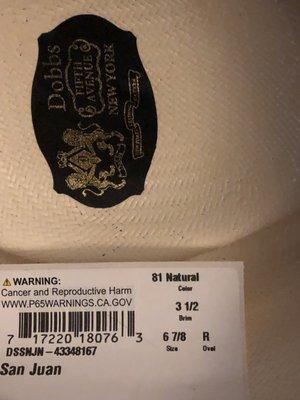 Dobbs
FIFTH
AVENUE
NEW YORK
⚠ WARNING:
Cancer and Reproductive Harm
WWW.P65WARNINGS.CA.GOV
81 Natural
Color
3 1/2
Brim
6 7/8 R
Size Oval
7 17220 18076 3
DSSNJN-43348167
San Juan